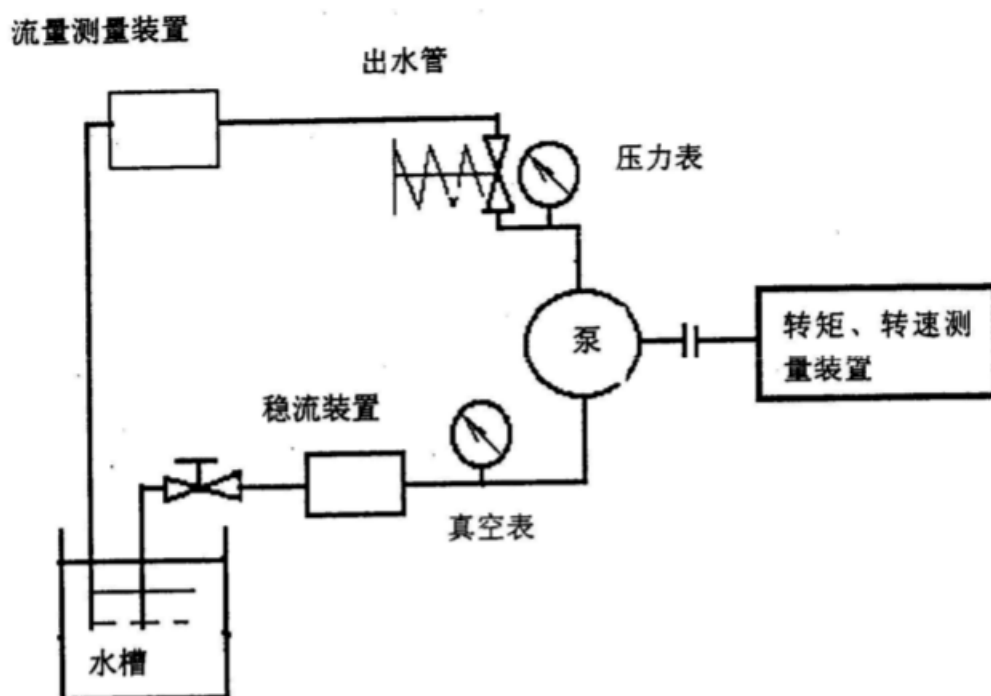 流量测量装置
出水管
压力表
泵
转矩、转速测
量装置
稳流装置
真空表
水槽